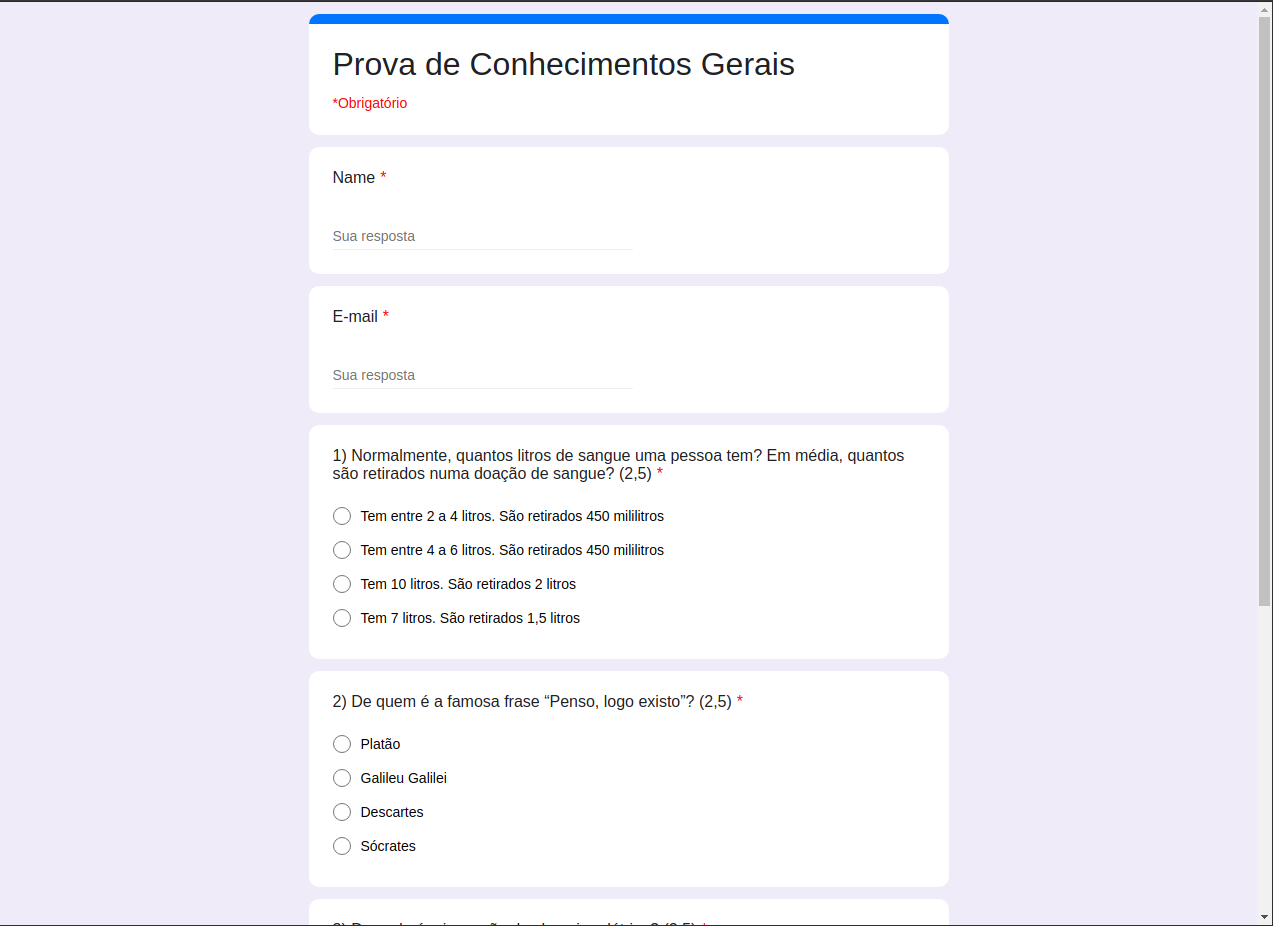 Prova de Conhecimentos Gerais
*Obrigatório
Name *
Sua resposta
E-mail *
Sua resposta
1) Normalmente, quantos litros de sangue uma pessoa tem? Em média, quantos
são retirados numa doação de sangue? (2,5) *
Tem entre 2 a 4 litros. São retirados 450 mililitros
Tem entre 4 a 6 litros. São retirados 450 mililitros
Tem 10 litros. São retirados 2 litros
Tem 7 litros. São retirados 1,5 litros
2) De quem é a famosa frase “Penso, logo existo”? (2,5) *
Platão
Galileu Galilei
Descartes
Sócrates